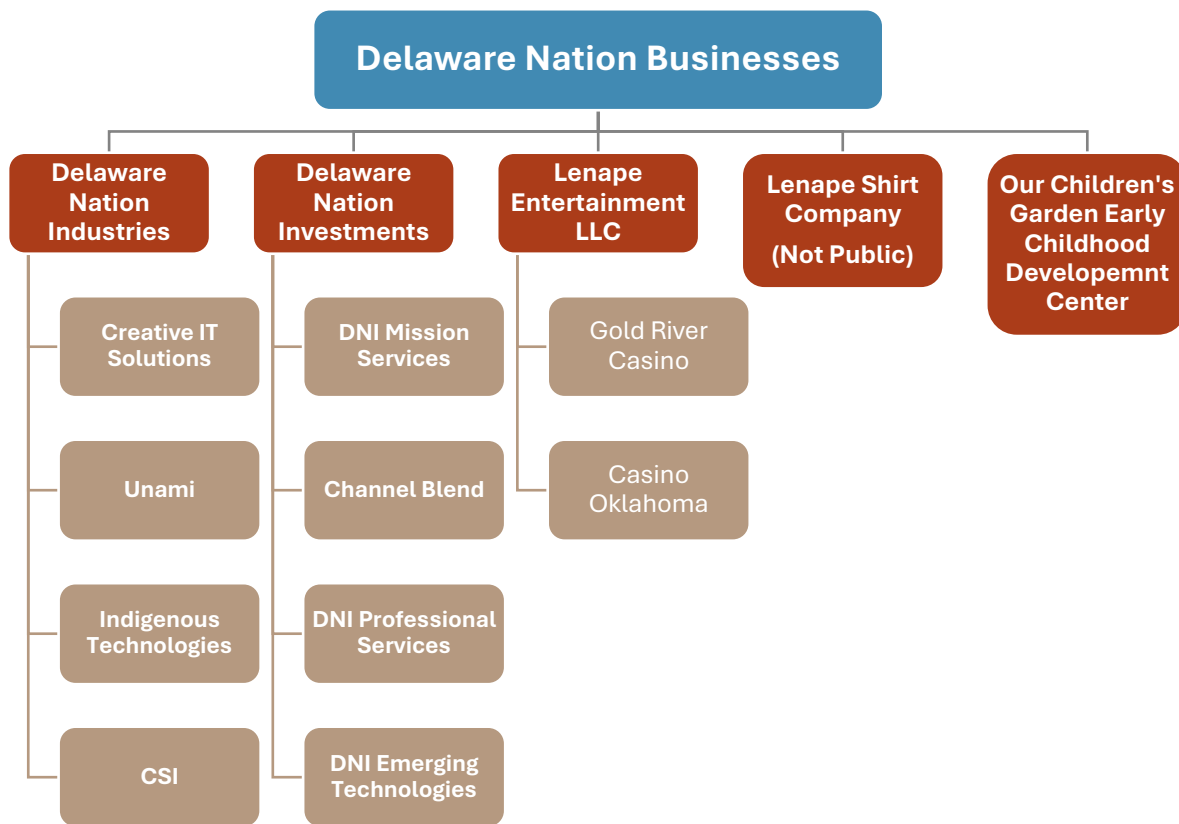 Delaware Nation Businesses
Delaware
Nation
Industries
Creative IT
Solutions
Unami
Indigenous
Technologies
CSI
Delaware
Nation
Investments
DNI Mission
Services
Channel Blend
DNI Professional
Services
DNI Emerging
Technologies
Lenape
Entertainment
LLC
Gold River
Casino
Casino
Oklahoma
Lenape Shirt
Company
(Not Public)
Our Children's
Garden Early
Childhood
Developemnt
Center